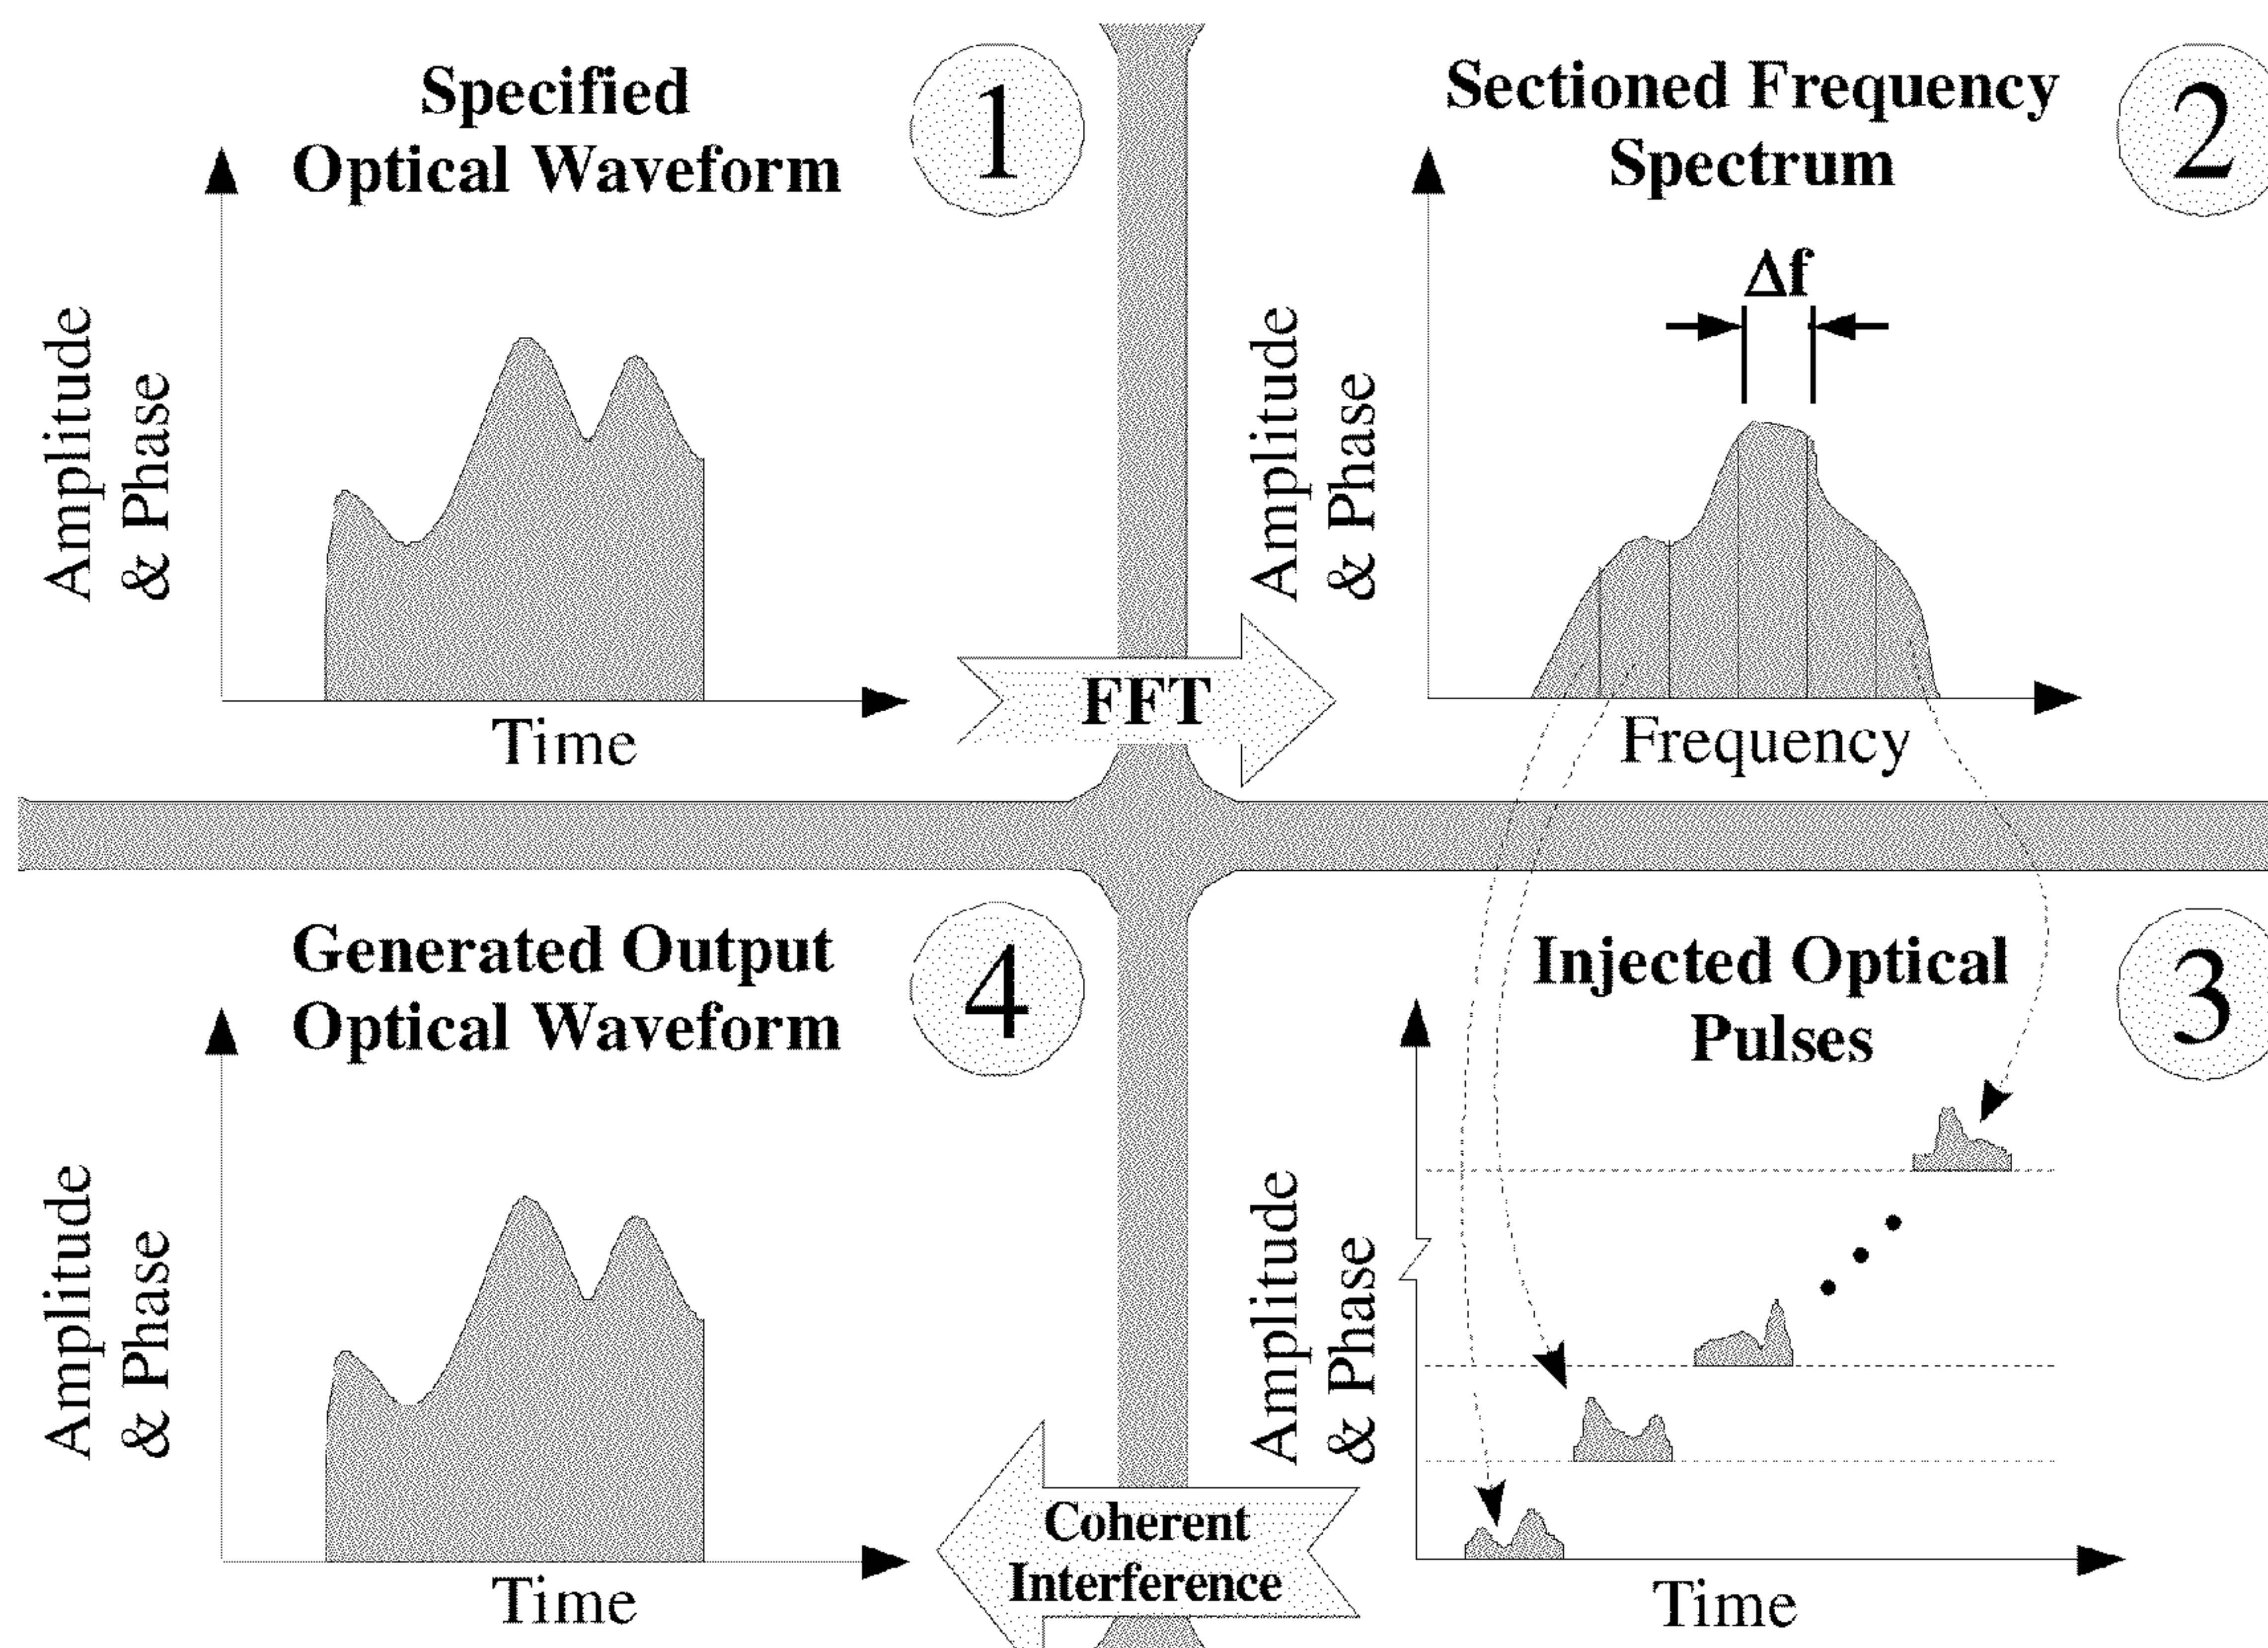 Specified
Optical Waveform
1
Amplitude
& Phase
Time
FFT
Sectioned Frequency
Spectrum
2
Δf
Amplitude
& Phase
Frequency
Injected Optical
Pulses
3
Amplitude
& Phase
Time
Coherent
Interference
Generated Output
Optical Waveform
4
Amplitude
& Phase
Time